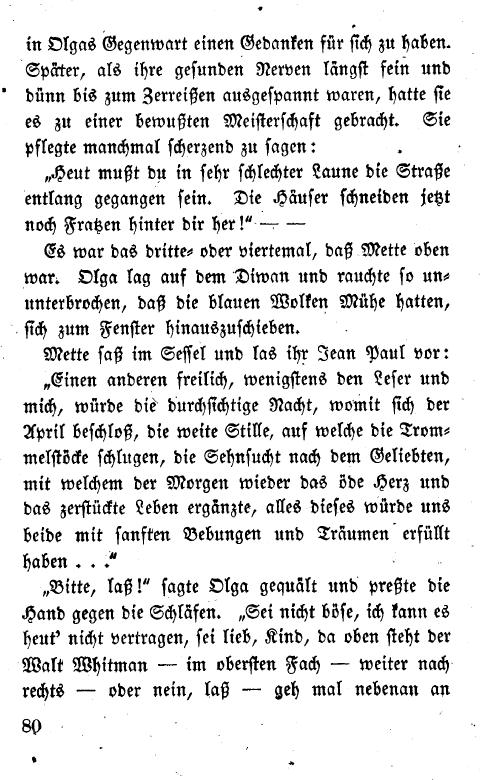 in Olgas Gegenwart einen Gedanken für sich zu haben.
Später, als ihre gesunden Nerven längst fein und
dünn bis zum Zerreißen ausgespannt waren, hatte sie
es zu einer bewußten Meisterschaft gebracht. Sie
pflegte manchmal scherzend zu sagen:
„Heut mußt du in sehr schlechter Laune die Straße
entlang gegangen sein. Die Häuser schneiden jetzt
noch Fratzen hinter dir her!“ — —
Es war das dritte- oder viertemal, daß Mette oben
war. Olga lag auf dem Diwan und rauchte so un-
unterbrochen, daß die blauen Wolken Mühe hatten,
sich zum Fenster hinauszuschieben.
Mette saß im Sessel und las ihr Jean Paul vor:
„Einen anderen freilich, wenigstens den Leser und
mich, würde die durchsichtige Nacht, womit sich der
April beschloß, die weite Stille, auf welche die Trom-
melstöcke schlugen, die Sehnsucht nach dem Geliebten,
mit welchem der Morgen wieder das öde Herz und
das zerstückte Leben ergänzte, alles dieses würde uns
beide mit sanften Bebungen und Träumen erfüllt
haben . . .“
„Bitte, laß!“ sagte Olga gequält und preßte die
Hand gegen die Schläfen. „Sei nicht böse, ich kann es
heut’ nicht vertragen, sei lieb, Kind, da oben steht der
Walt Whitman — im obersten Fach — weiter nach
rechts — oder nein, laß — geh mal nebenan an
80